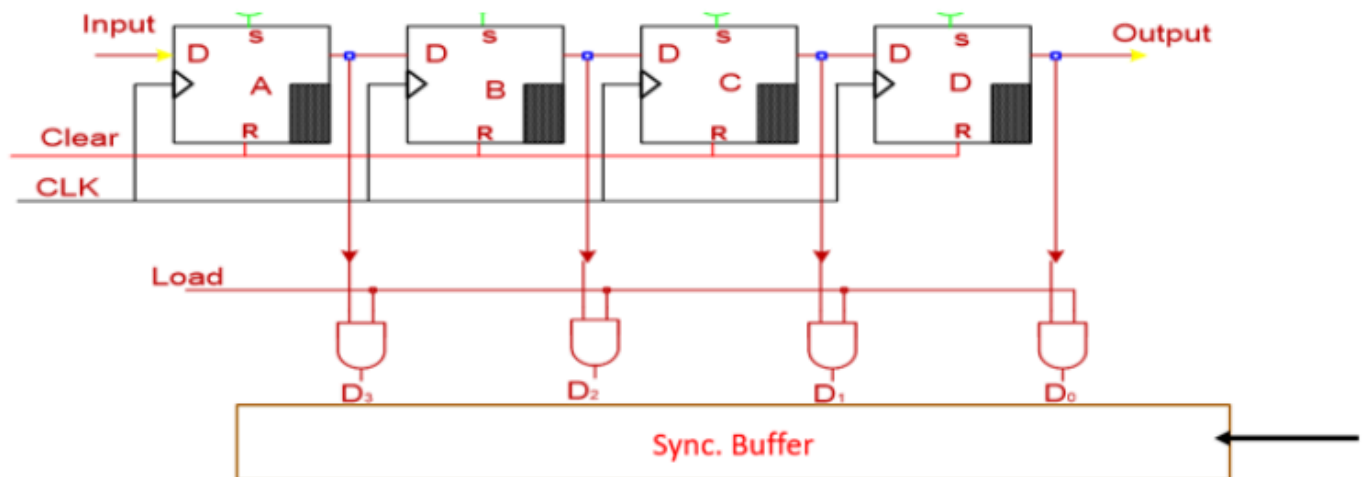 Input
S
S
S
S
Output
D
D
D
D
A
B
C
D
R
R
R
R
Clear
CLK
Load
D₃
D₂
D₁
D₀
Sync. Buffer